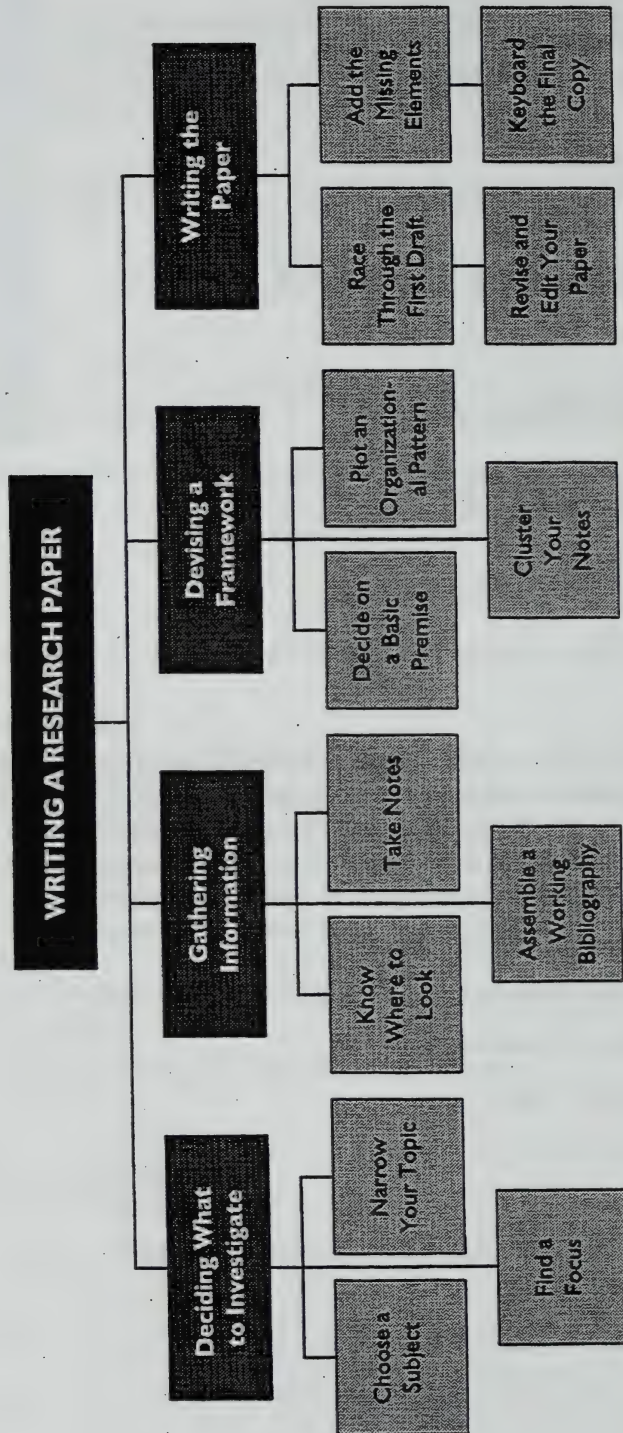 WRITING A RESEARCH PAPER
Deciding What
to Investigate
Choose a
Subject
Narrow
Your Topic
Find a
Focus
Gathering
Information
Know
Where to
Look
Take Notes
Assemble a
Working
Bibliography
Devising a
Framework
Decide on
a Basic
Premise
Plot an
Organization-
al Pattern
Cluster
Your
Notes
Writing the
Paper
Race
Through the
First Draft
Add the
Missing
Elements
Revise and
Edit Your
Paper
Keyboard
the Final
Copy